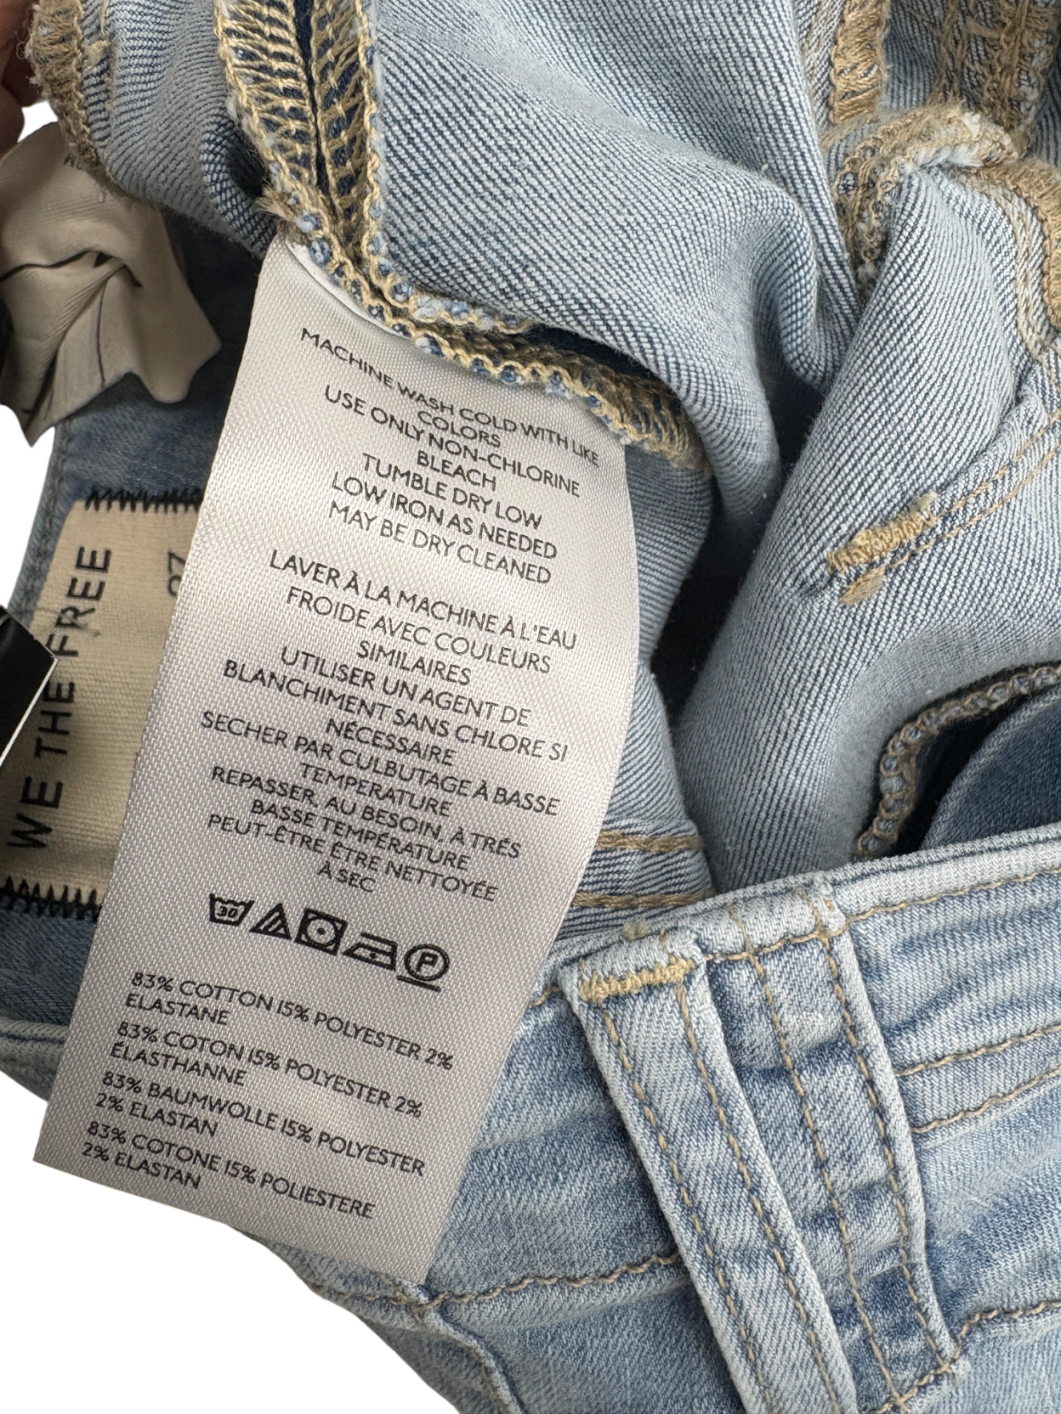 MACHINE WASH COLD WITH LIKE
COLORS
USE ONLY NON-CHLORINE
BLEACH
TUMBLE DRY LOW
LOW IRON AS NEEDED
MAY BE DRY CLEANED
LAVER À LA MACHINE À L'EAU
FROIDE AVEC COULEURS
SIMILAIRES
UTILISER UN AGENT DE
BLANCHIMENT SANS CHLORE SI
NÉCESSAIRE
SECHER PAR CULBUTAGE À BASSE
TEMPERATURE
REPASSER, AU BESOIN, À TRÉS
BASSE TEMPÉRATURE
PEUT-ÊTRE ÊTRE NETTOYÉE
À SEC
30
P
83% COTTON 15% POLYESTER 2%
ELASTANE
83% COTON 15% POLYESTER 2%
ÉLASTHANNE
83% BAUMWOLLE 15% POLYESTER
2% ELASTAN
83% COTONE 15% POLIESTERE
2% ELASTAN
WE THE FREE